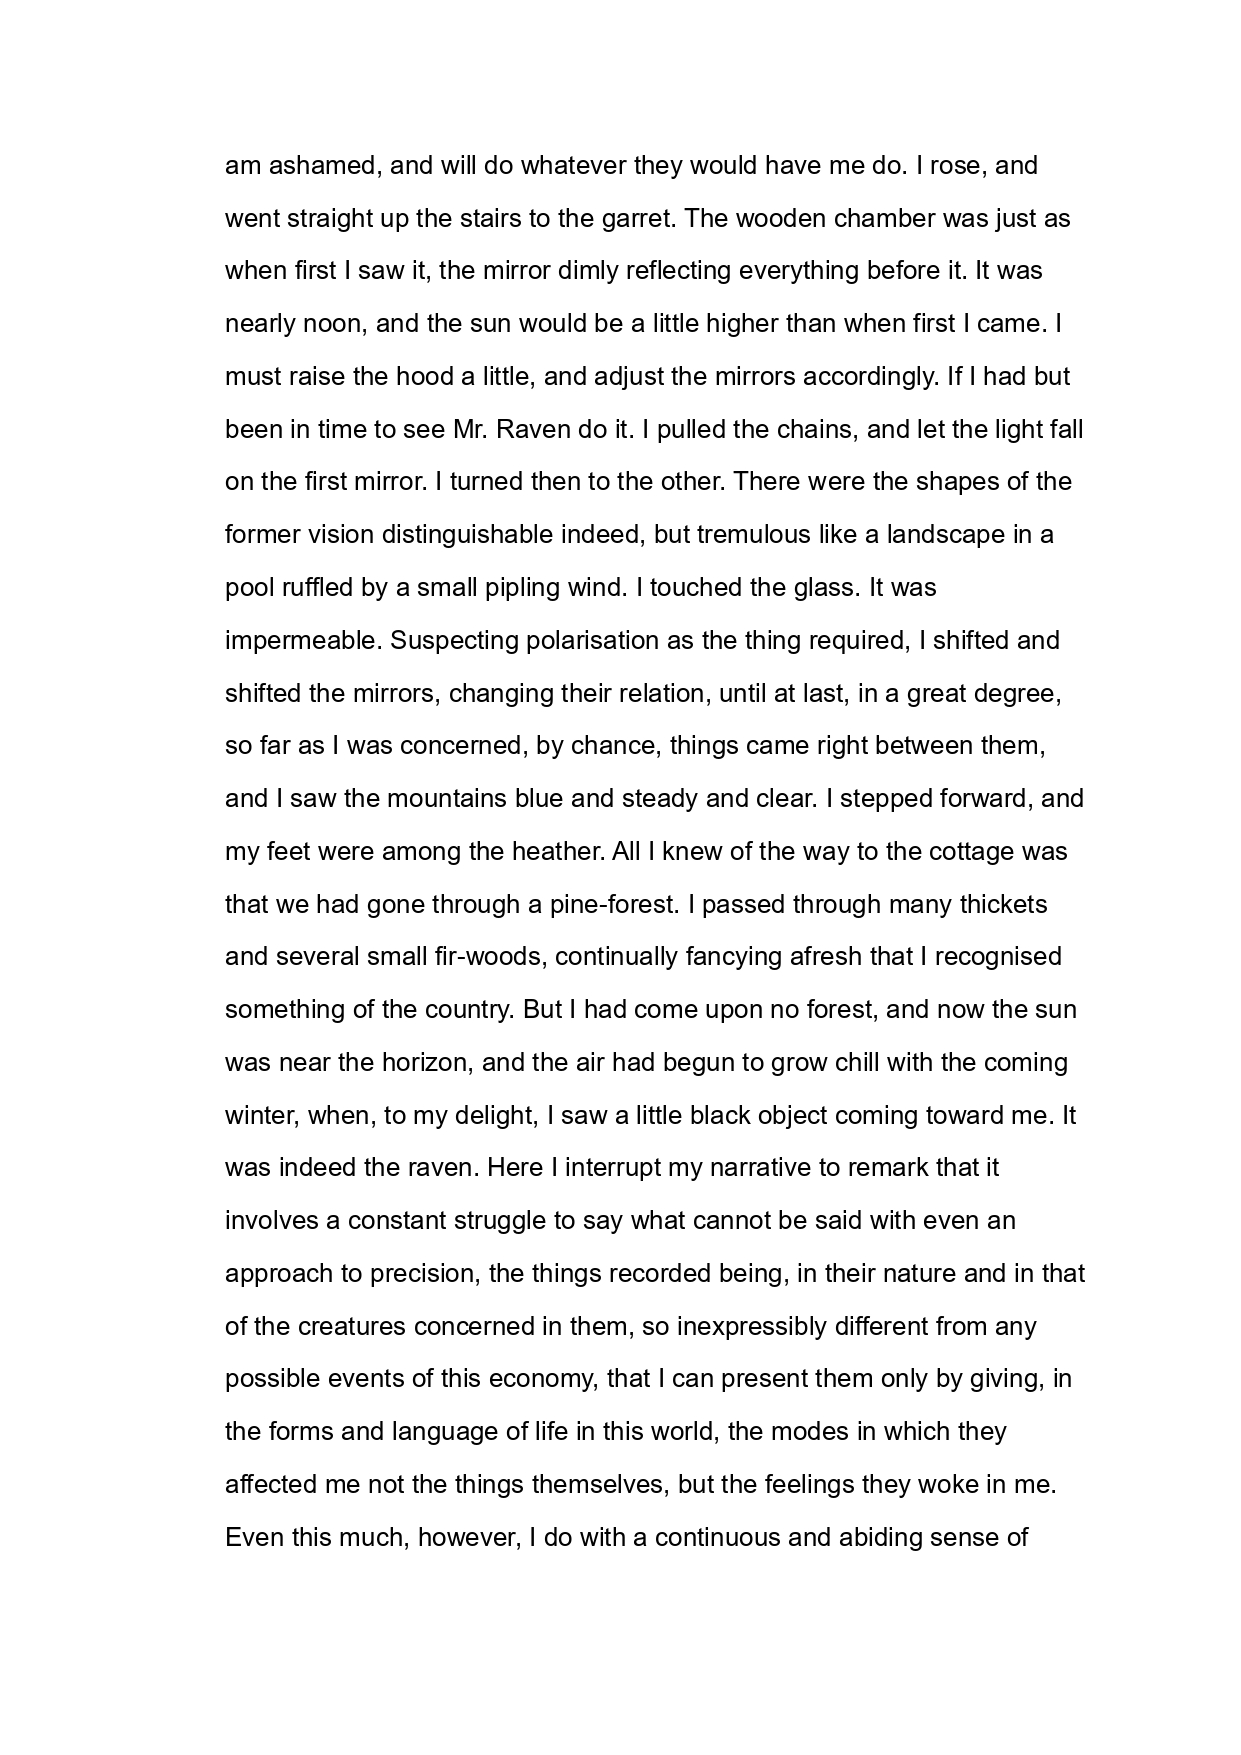 am ashamed, and will do whatever they would have me do. I rose, and
went straight up the stairs to the garret. The wooden chamber was just as
when first I saw it, the mirror dimly reflecting everything before it. It was
nearly noon, and the sun would be a little higher than when first I came. I
must raise the hood a little, and adjust the mirrors accordingly. If I had but
been in time to see Mr. Raven do it. I pulled the chains, and let the light fall
on the first mirror. I turned then to the other. There were the shapes of the
former vision distinguishable indeed, but tremulous like a landscape in a
pool ruffled by a small pipling wind. I touched the glass. It was
impermeable. Suspecting polarisation as the thing required, I shifted and
shifted the mirrors, changing their relation, until at last, in a great degree,
so far as I was concerned, by chance, things came right between them,
and I saw the mountains blue and steady and clear. I stepped forward, and
my feet were among the heather. All I knew of the way to the cottage was
that we had gone through a pine-forest. I passed through many thickets
and several small fir-woods, continually fancying afresh that I recognised
something of the country. But I had come upon no forest, and now the sun
was near the horizon, and the air had begun to grow chill with the coming
winter, when, to my delight, I saw a little black object coming toward me. It
was indeed the raven. Here I interrupt my narrative to remark that it
involves a constant struggle to say what cannot be said with even an
approach to precision, the things recorded being, in their nature and in that
of the creatures concerned in them, so inexpressibly different from any
possible events of this economy, that I can present them only by giving, in
the forms and language of life in this world, the modes in which they
affected me not the things themselves, but the feelings they woke in me.
Even this much, however, I do with a continuous and abiding sense of